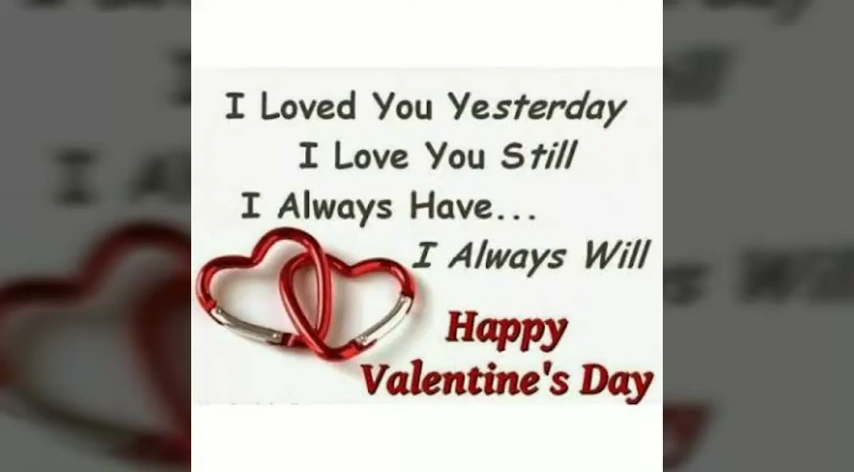 I Loved You Yesterday
I Love You Still
I Always Have...
I Always Will
Happy
Valentine's Day